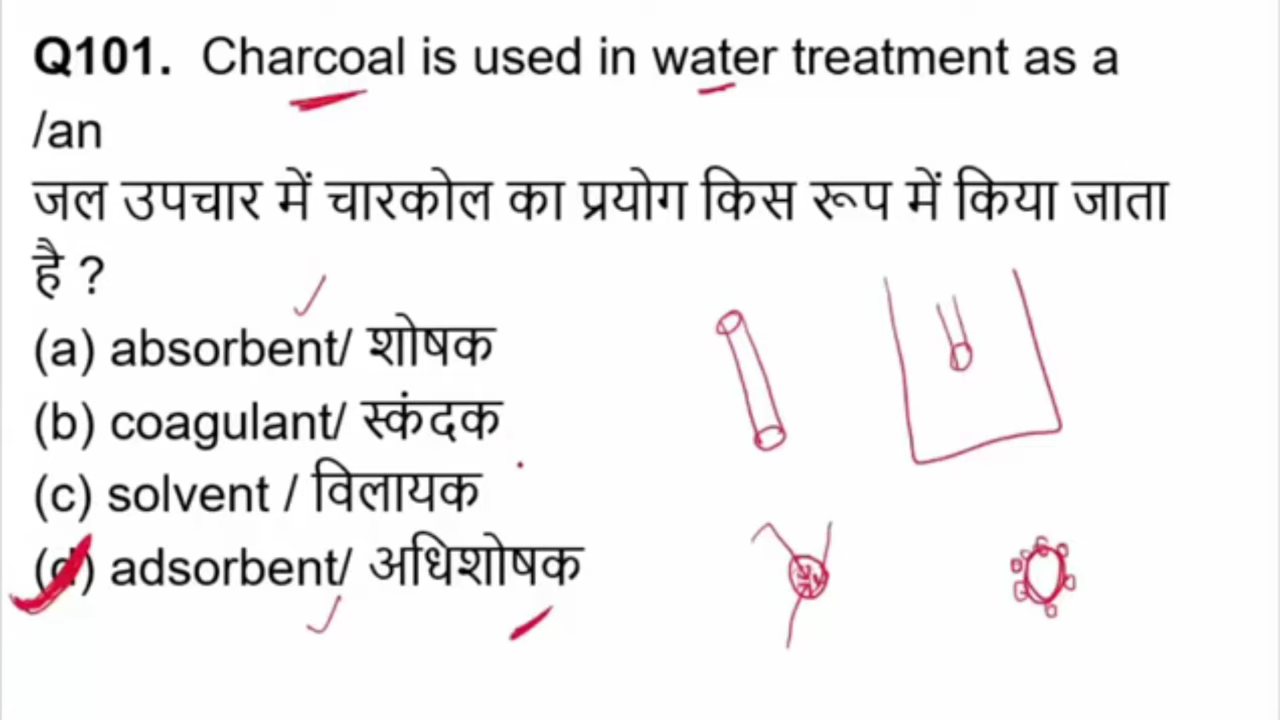 Q101. Charcoal is used in water treatment as a
/an
जल उपचार में चारकोल का प्रयोग किस रूप में किया जाता
है ?
(a) absorbent/ शोषक
(b) coagulant/ स्कंदक
(c) solvent / विलायक
(d) adsorbent/ अधिशोषक